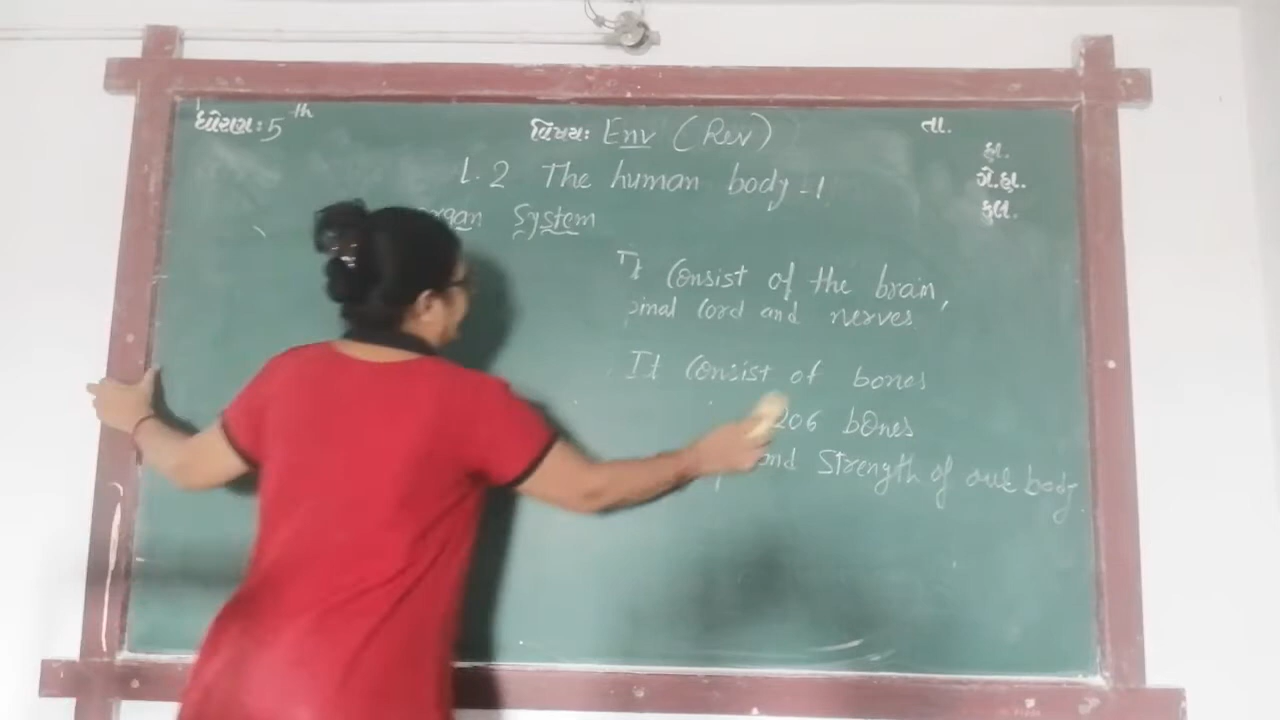 ધોરણ: 5th
વિષય: Env (Rev)
તા.
હા.
ગે.હા.
કુલ.
L.2 The human body-1
System
It Consist of the brain,
cord and nerves
It Consist of bones
206 bones
and Strength of our body